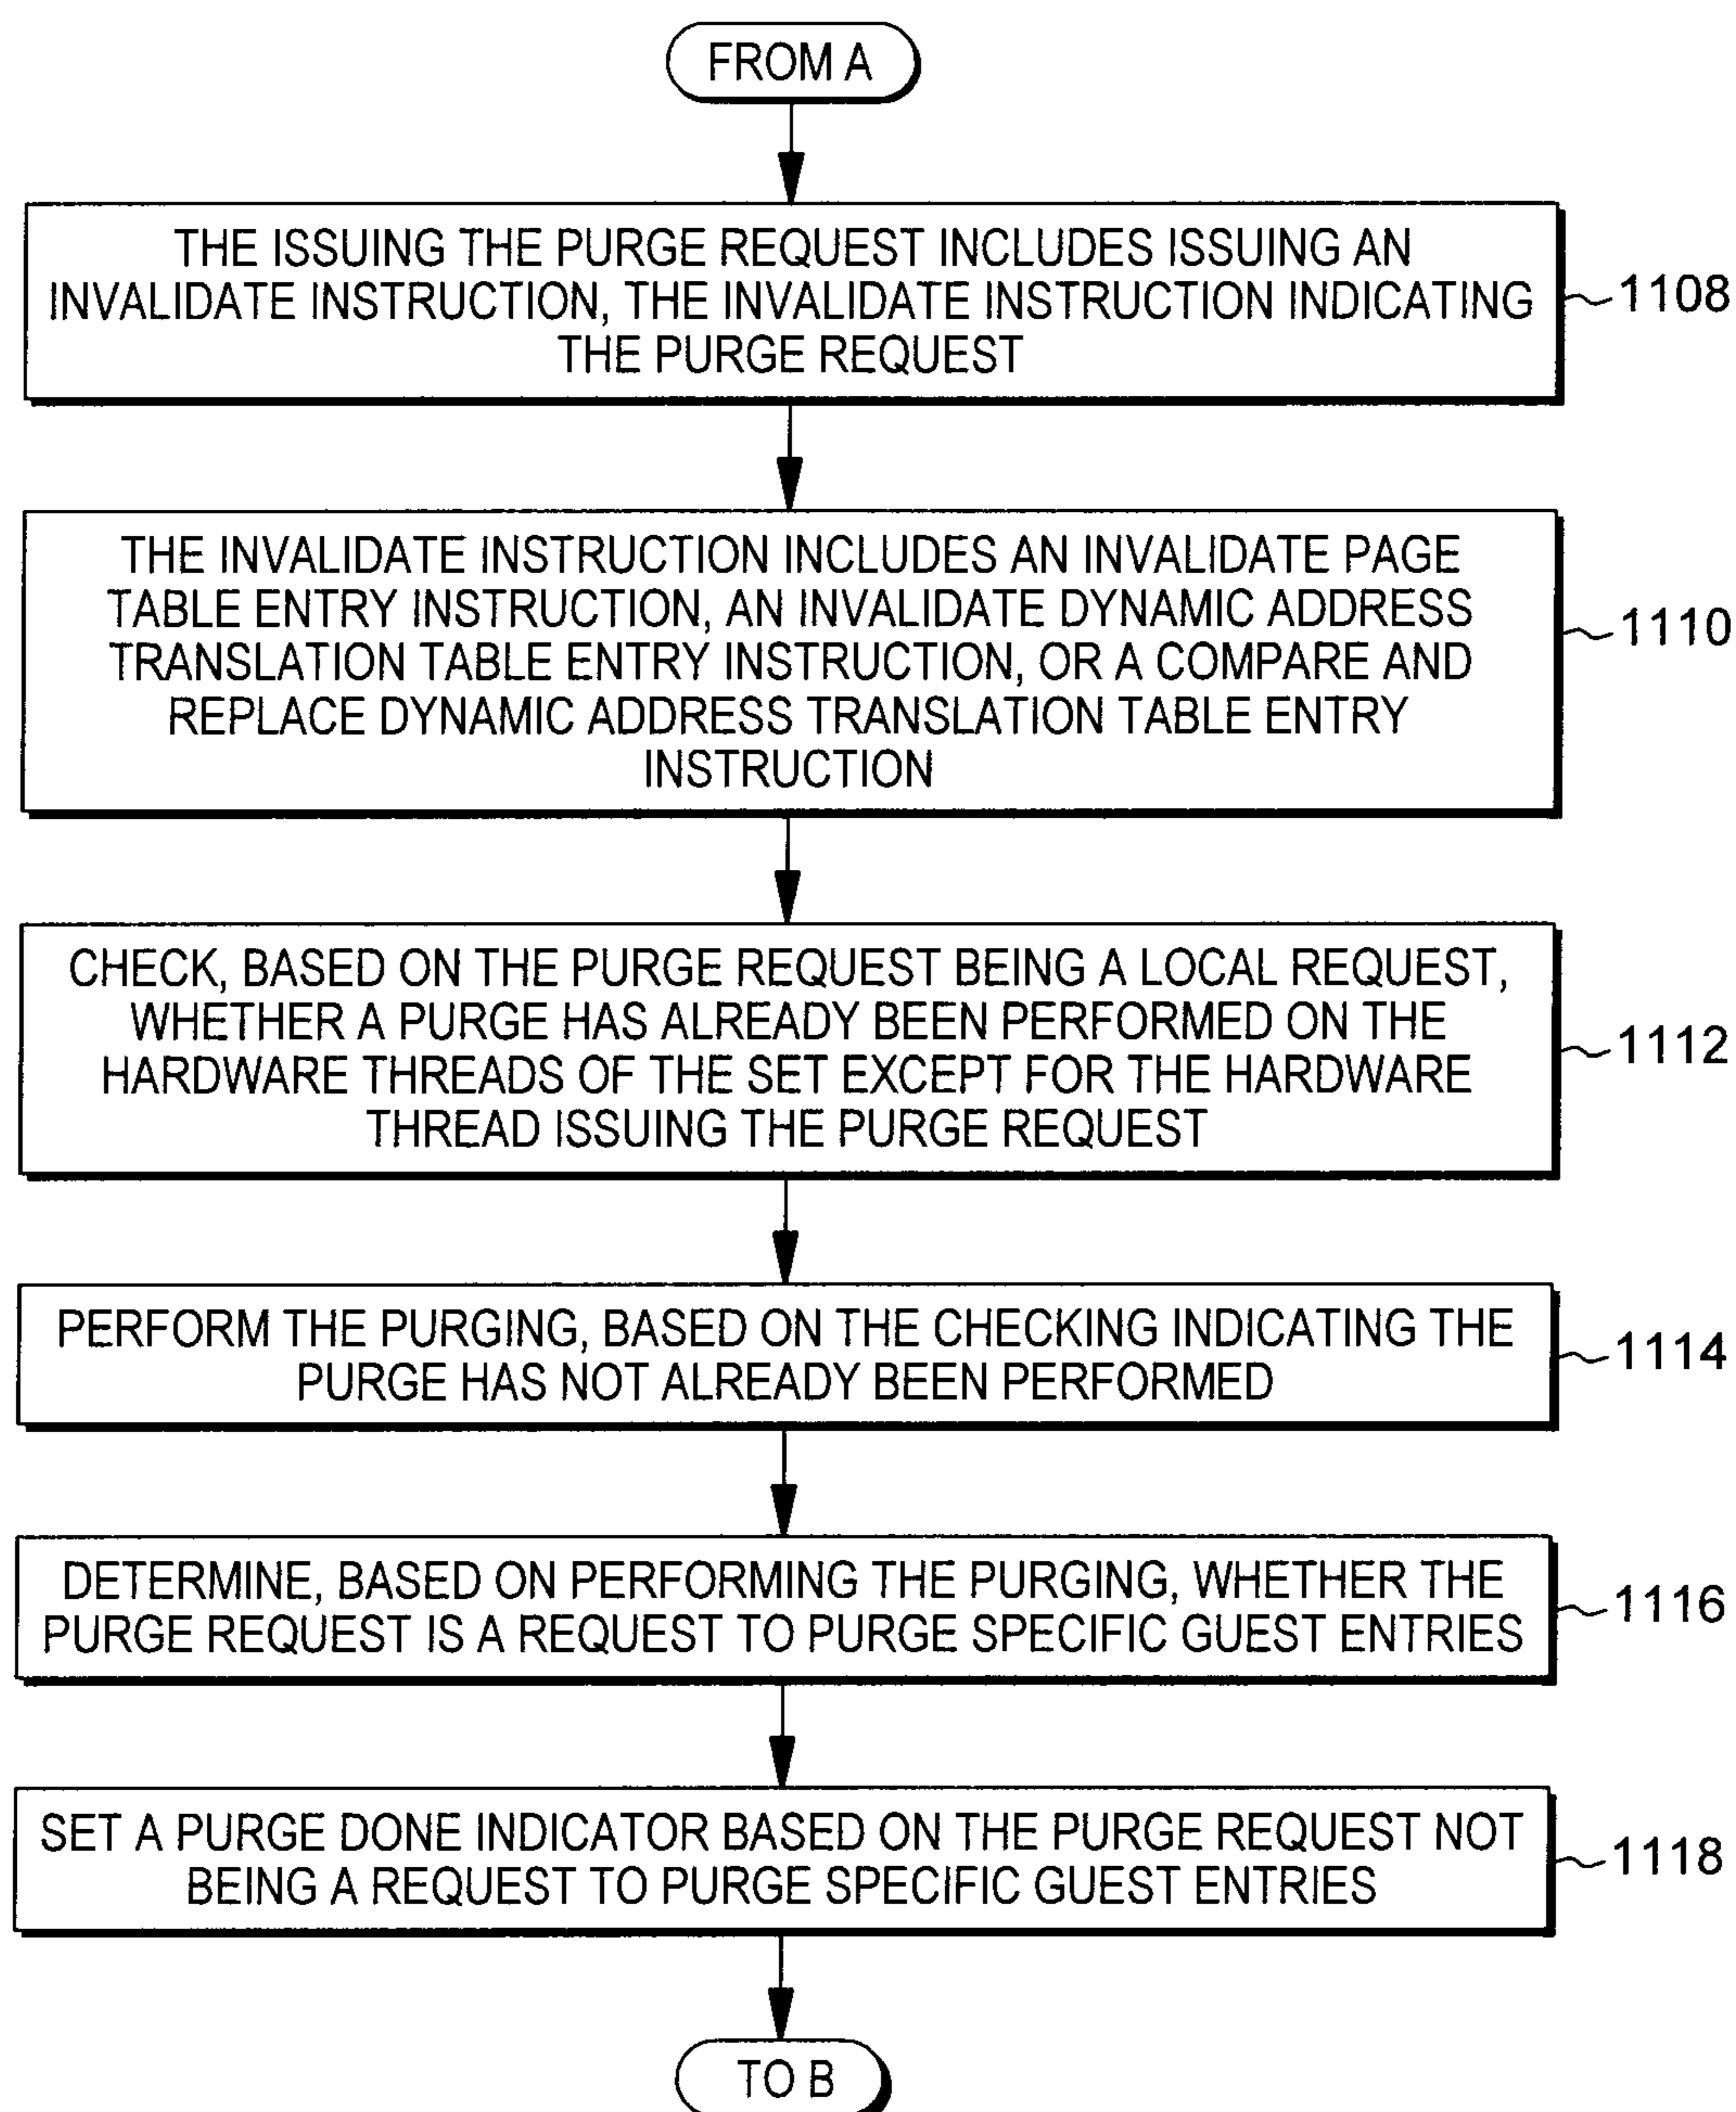 FROM A
THE ISSUING THE PURGE REQUEST INCLUDES ISSUING AN
INVALIDATE INSTRUCTION, THE INVALIDATE INSTRUCTION INDICATING
THE PURGE REQUEST
1108
THE INVALIDATE INSTRUCTION INCLUDES AN INVALIDATE PAGE
TABLE ENTRY INSTRUCTION, AN INVALIDATE DYNAMIC ADDRESS
TRANSLATION TABLE ENTRY INSTRUCTION, OR A COMPARE AND
REPLACE DYNAMIC ADDRESS TRANSLATION TABLE ENTRY
INSTRUCTION
1110
CHECK, BASED ON THE PURGE REQUEST BEING A LOCAL REQUEST,
WHETHER A PURGE HAS ALREADY BEEN PERFORMED ON THE
HARDWARE THREADS OF THE SET EXCEPT FOR THE HARDWARE
THREAD ISSUING THE PURGE REQUEST
1112
PERFORM THE PURGING, BASED ON THE CHECKING INDICATING THE
PURGE HAS NOT ALREADY BEEN PERFORMED
1114
DETERMINE, BASED ON PERFORMING THE PURGING, WHETHER THE
PURGE REQUEST IS A REQUEST TO PURGE SPECIFIC GUEST ENTRIES
1116
SET A PURGE DONE INDICATOR BASED ON THE PURGE REQUEST NOT
BEING A REQUEST TO PURGE SPECIFIC GUEST ENTRIES
1118
TO B